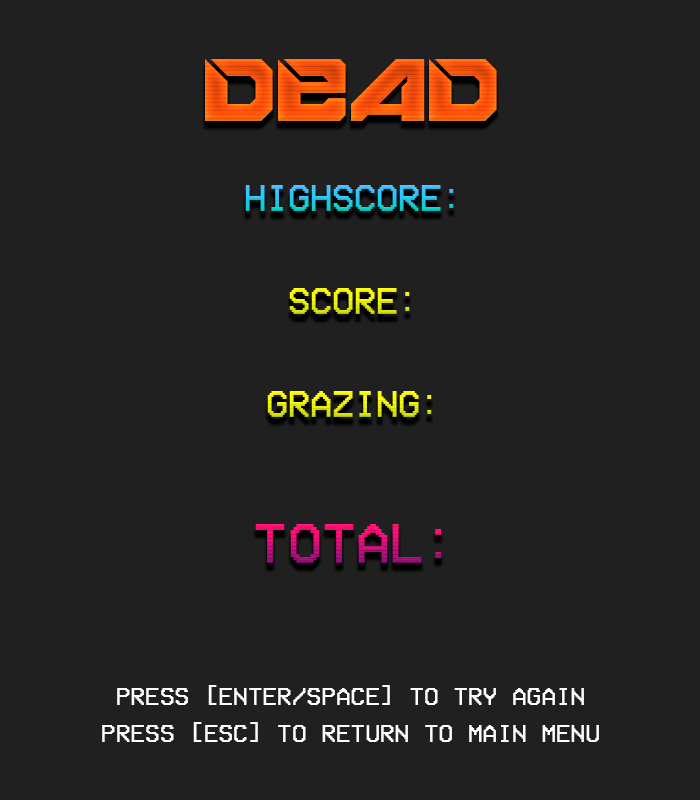 DEAD
HIGHSCORE:
SCORE:
GRAZING:
TOTAL:
PRESS [ENTER/SPACE] TO TRY AGAIN
PRESS [ESC] TO RETURN TO MAIN MENU